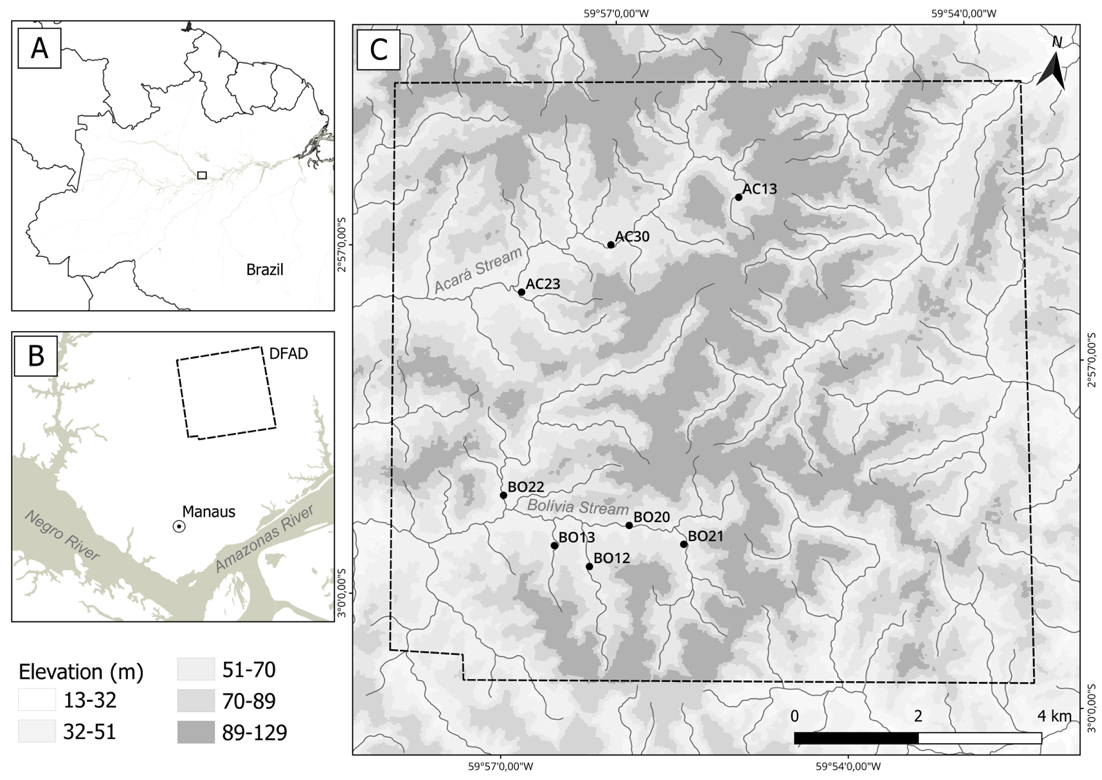 A
Brazil
B
DFAD
Manaus
Negro River
Amazonas River
Elevation (m)
13-32
32-51
51-70
70-89
89-129
C
59°57'0,00"W
59°54'0,00"W
N
2°57'0,00"S
3°0'0,00"S
AC13
AC30
Acará Stream
AC23
BO22
Bolívia Stream
BO20
BO13
BO21
BO12
0 2 4 km
2°57'0,00"S
3°0'0,00"S
59°57'0,00"W
59°54'0,00"W